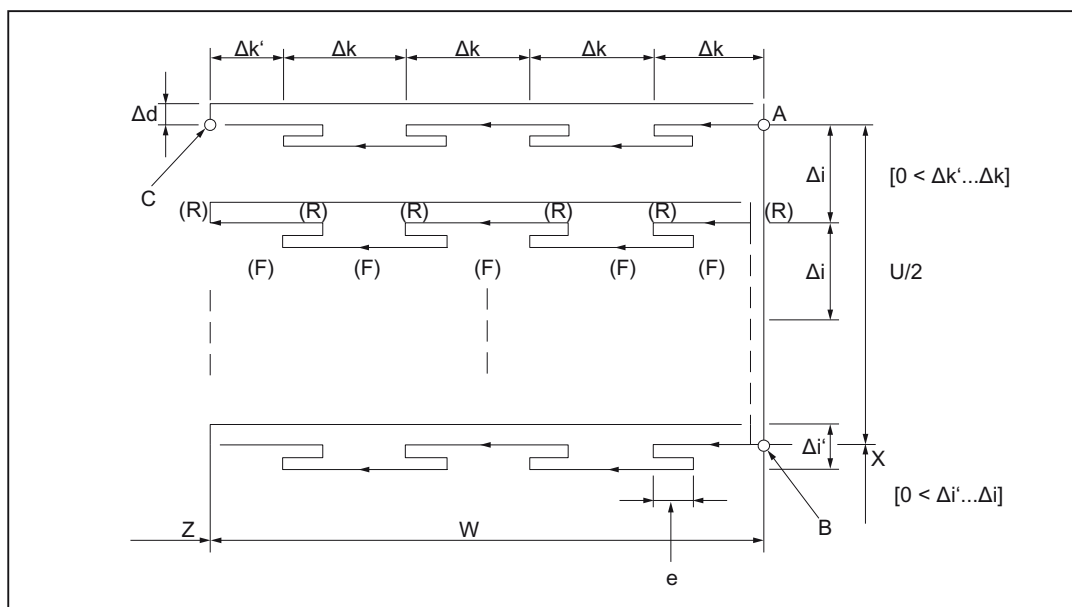 Δk‘ Δk Δk Δk Δk
Δd
A
C
Δi
[0 < Δk‘...Δk]
(R) (R) (R) (R) (R) (R)
(F) (F) (F) (F) (F)
Δi
U/2
Δi‘
X
[0 < Δi‘...Δi]
Z
W
B
e